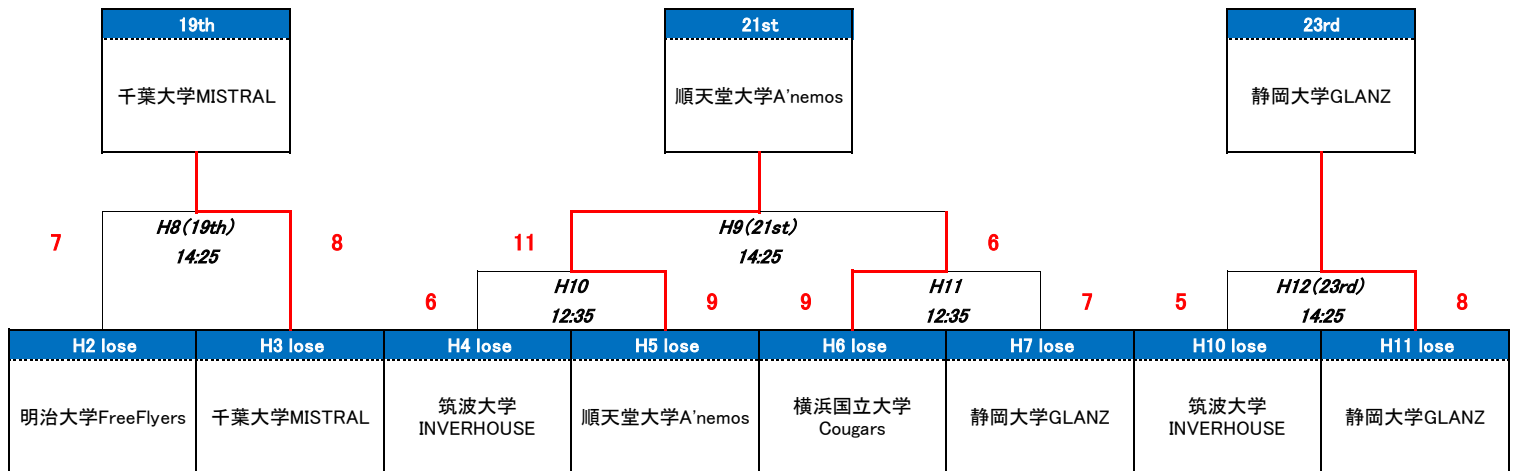 19th
21st
23rd
千葉大学MISTRAL
順天堂大学A'nemos
静岡大学GLANZ
H8(19th)
H9(21st)
7
8
11
6
14:25
14:25
H10
H11
H12(23rd)
6
9
9
7
5
8
12:35
12:35
14:25
H2 lose
H3 lose
H4 lose
H5 lose
H6 lose
H7 lose
H10 lose
H11 lose
明治大学FreeFlyers
千葉大学MISTRAL
筑波大学
INVERHOUSE
順天堂大学A'nemos
横浜国立大学
Cougars
静岡大学GLANZ
筑波大学
INVERHOUSE
静岡大学GLANZ